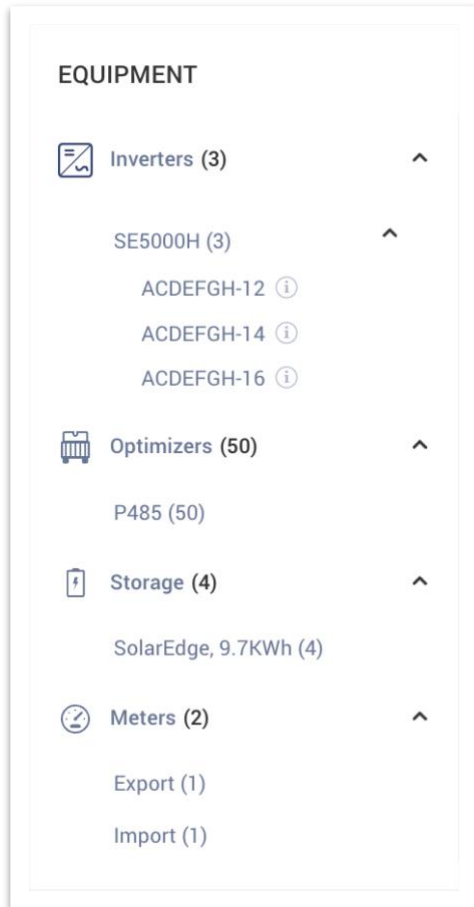 EQUIPMENT
Inverters (3)
SE5000H (3)
ACDEFGH-12
ACDEFGH-14
ACDEFGH-16
Optimizers (50)
P485 (50)
Storage (4)
SolarEdge, 9.7KWh (4)
Meters (2)
Export (1)
Import (1)